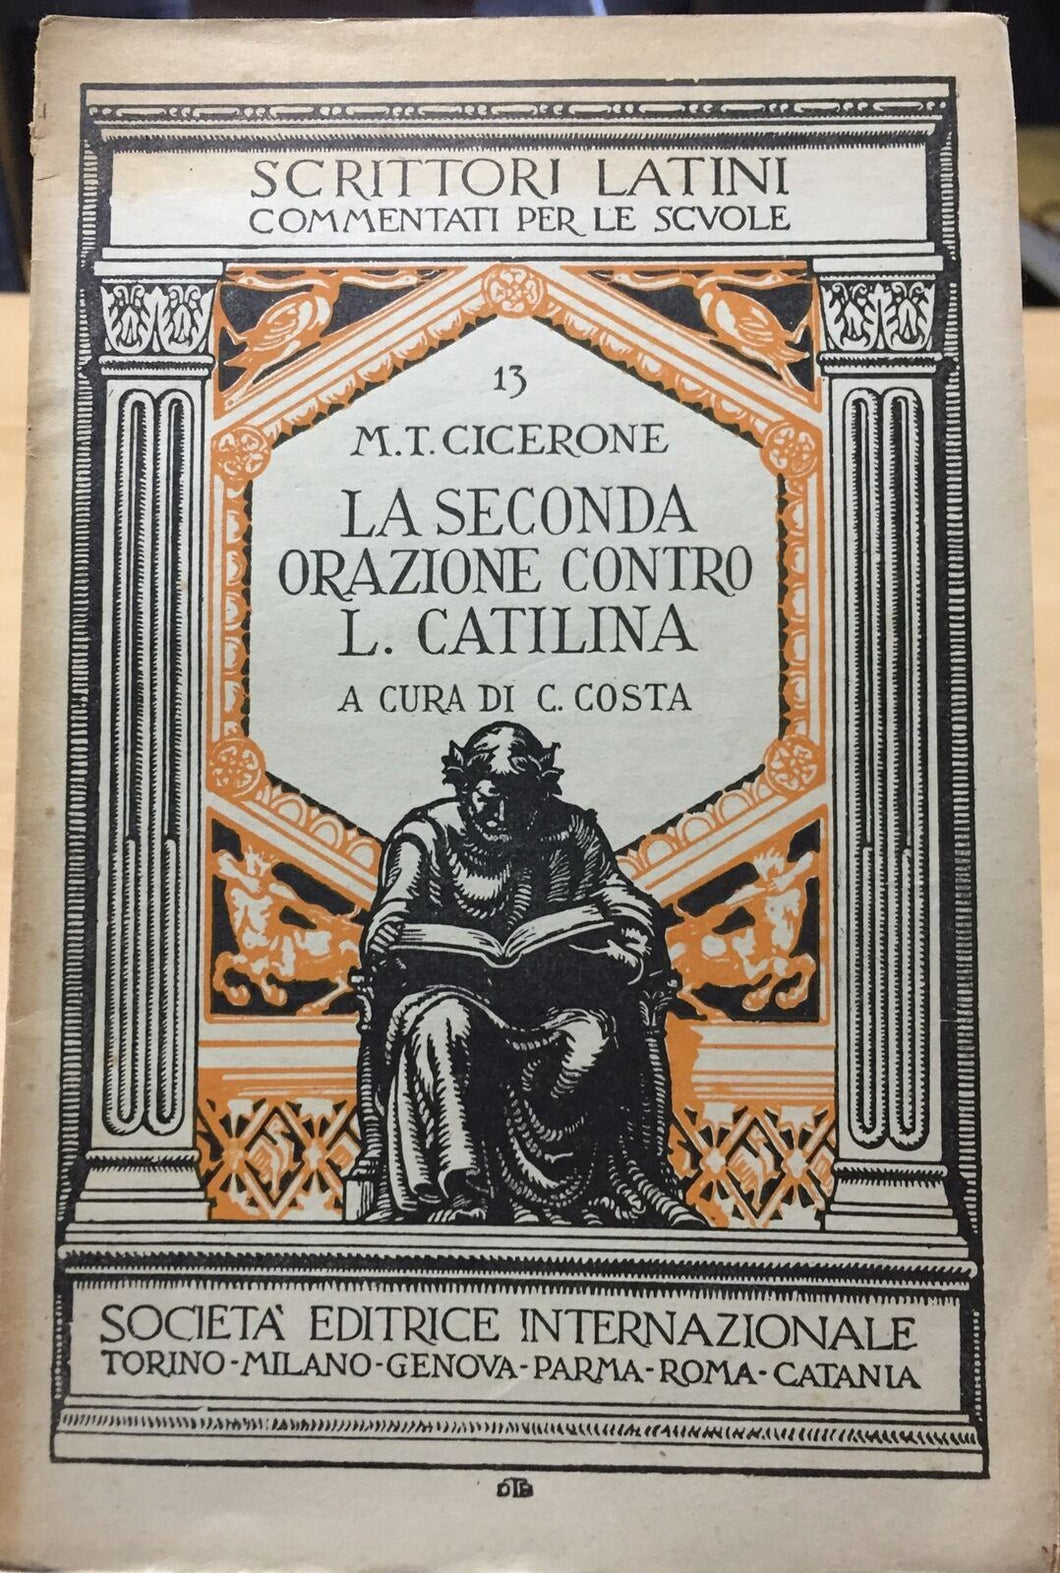 SCRITTORI LATINI
COMMENTATI PER LE SCVOLE
13
M.T. CICERONE
LA SECONDA
ORAZIONE CONTRO
L. CATILINA
A CURA DI C. COSTA
SOCIETÀ EDITRICE INTERNAZIONALE
TORINO-MILANO-GENOVA-PARMA-ROMA-CATANIA